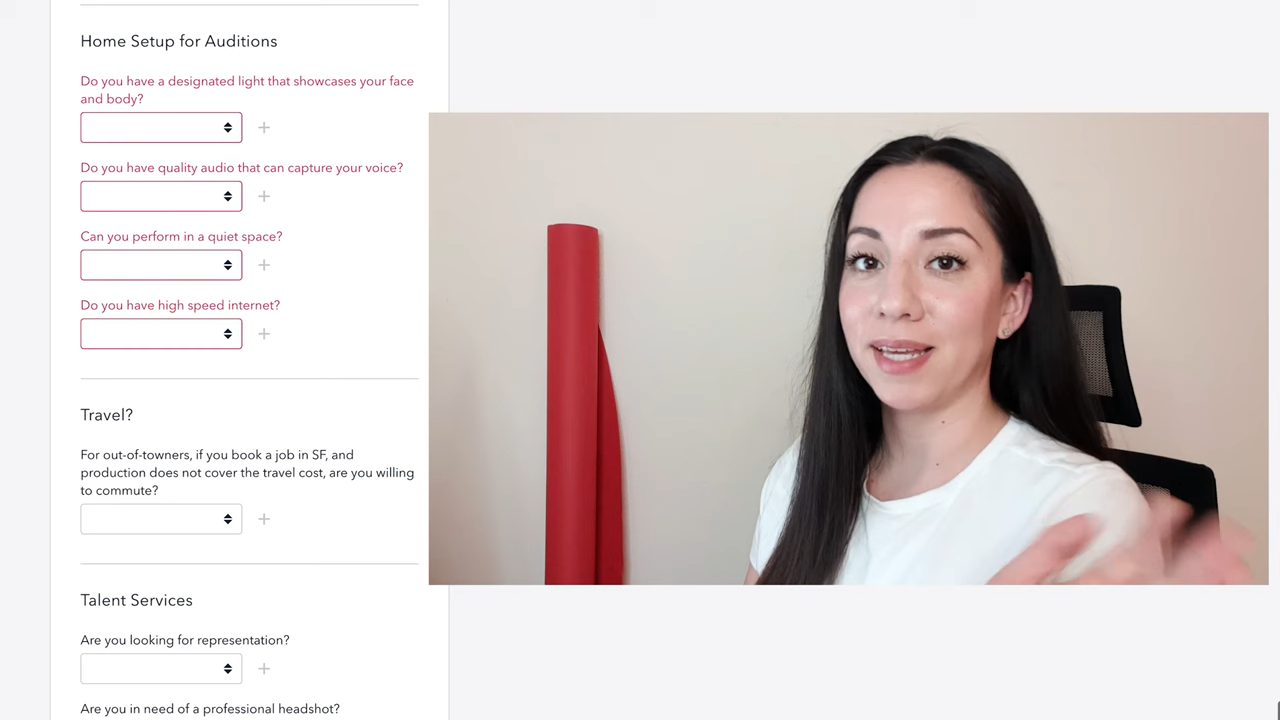 Home Setup for Auditions
Do you have a designated light that showcases your face
and body?
Do you have quality audio that can capture your voice?
Can you perform in a quiet space?
Do you have high speed internet?
Travel?
For out-of-towners, if you book a job in SF, and
production does not cover the travel cost, are you willing
to commute?
Talent Services
Are you looking for representation?
Are you in need of a professional headshot?